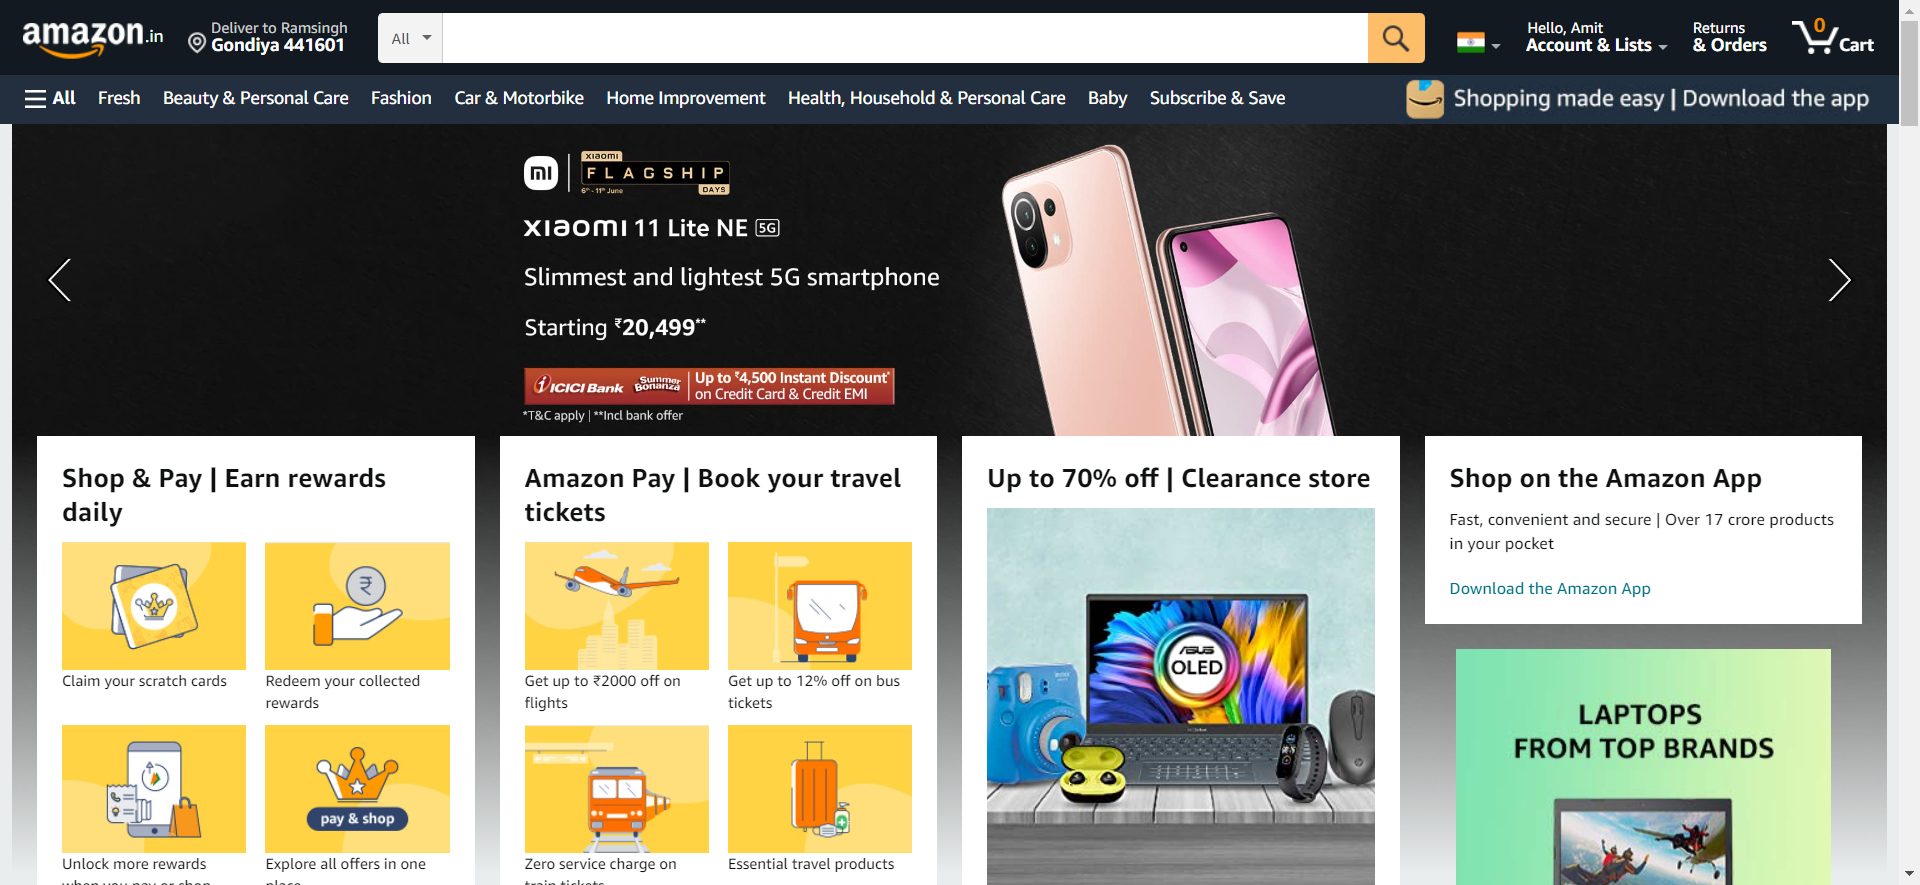 amazon.in
Deliver to Ramsingh
Gondiya 441601
All
Hello, Amit
Account & Lists
Returns
& Orders
0
Cart
All
Fresh
Beauty & Personal Care
Fashion
Car & Motorbike
Home Improvement
Health, Household & Personal Care
Baby
Subscribe & Save
Shopping made easy | Download the app
mi
xiaomi
FLAGSHIP
DAYS
6th - 11th June
xiaomi 11 Lite NE 5G
Slimmest and lightest 5G smartphone
Starting ₹20,499**
ICICI Bank
Summer
Bonanza
Up to ₹4,500 Instant Discount*
on Credit Card & Credit EMI
*T&C apply | **Incl bank offer
Shop & Pay | Earn rewards
daily
Claim your scratch cards
Redeem your collected
rewards
pay & shop
Unlock more rewards
when you pay or shop
Explore all offers in one
place
Amazon Pay | Book your travel
tickets
Get up to ₹2000 off on
flights
Get up to 12% off on bus
tickets
Zero service charge on
train tickets
Essential travel products
Up to 70% off | Clearance store
ASUS
OLED
hp
Shop on the Amazon App
Fast, convenient and secure | Over 17 crore products
in your pocket
Download the Amazon App
LAPTOPS
FROM TOP BRANDS